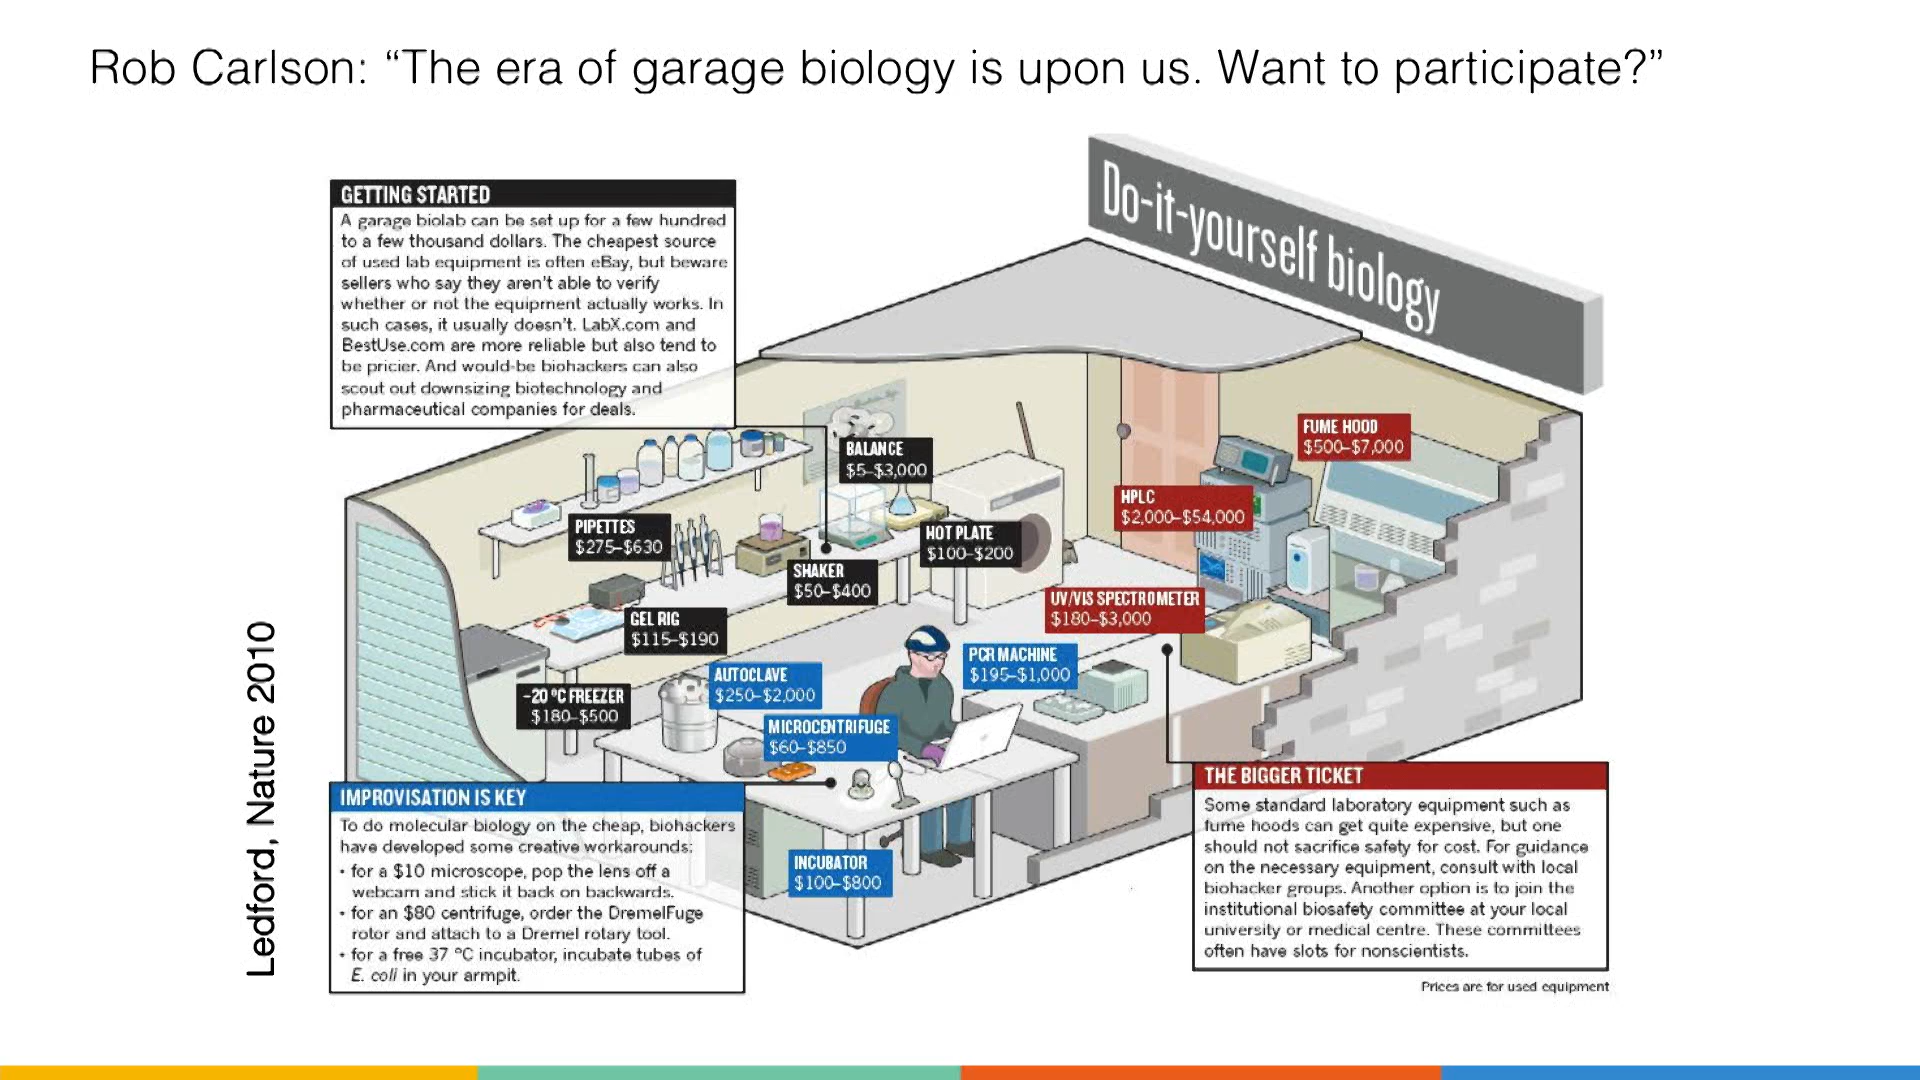 Rob Carlson: “The era of garage biology is upon us. Want to participate?”
Do-it-yourself biology
GETTING STARTED
A garage biolab can be set up for a few hundred
to a few thousand dollars. The cheapest source
of used lab equipment is often eBay, but beware
sellers who say they aren't able to verify
whether or not the equipment actually works. In
such cases, it usually doesn't. LabX.com and
BestUse.com are more reliable but also tend to
be pricier. And would-be biohackers can also
scout out downsizing biotechnology and
pharmaceutical companies for deals.
FUME HOOD
$500–$7,000
BALANCE
$5–$3,000
HPLC
$2,000–$54,000
PIPETTES
$275–$630
HOT PLATE
$100–$200
SHAKER
$50–$400
UV/VIS SPECTROMETER
$180–$3,000
GEL RIG
$115–$190
PCR MACHINE
$195–$1,000
AUTOCLAVE
$250–$2,000
–20 °C FREEZER
$180–$500
MICROCENTRIFUGE
$60–$850
INCUBATOR
$100–$800
Ledford, Nature 2010
IMPROVISATION IS KEY
To do molecular biology on the cheap, biohackers
have developed some creative workarounds:
• for a $10 microscope, pop the lens off a
webcam and stick it back on backwards.
• for an $80 centrifuge, order the DremelFuge
rotor and attach to a Dremel rotary tool.
• for a free 37 °C incubator, incubate tubes of
E. coli in your armpit.
THE BIGGER TICKET
Some standard laboratory equipment such as
fume hoods can get quite expensive, but one
should not sacrifice safety for cost. For guidance
on the necessary equipment, consult with local
biohacker groups. Another option is to join the
institutional biosafety committee at your local
university or medical centre. These committees
often have slots for nonscientists.
Prices are for used equipment